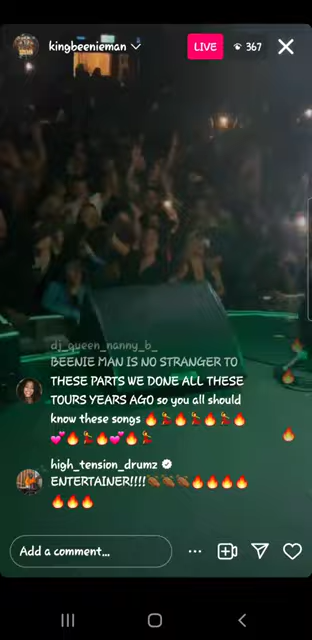 kingbeenieman
LIVE
367
dj_queen_nanny_b_
BEENIE MAN IS NO STRANGER TO
THESE PARTS WE DONE ALL THESE
TOURS YEARS AGO so you all should
know these songs 🔥💃🔥💃🔥💃🔥
💕🔥💃🔥💕🔥💃
high_tension_drumz
ENTERTAINER!!!!🔥🔥🔥🔥
🔥🔥🔥
Add a comment...